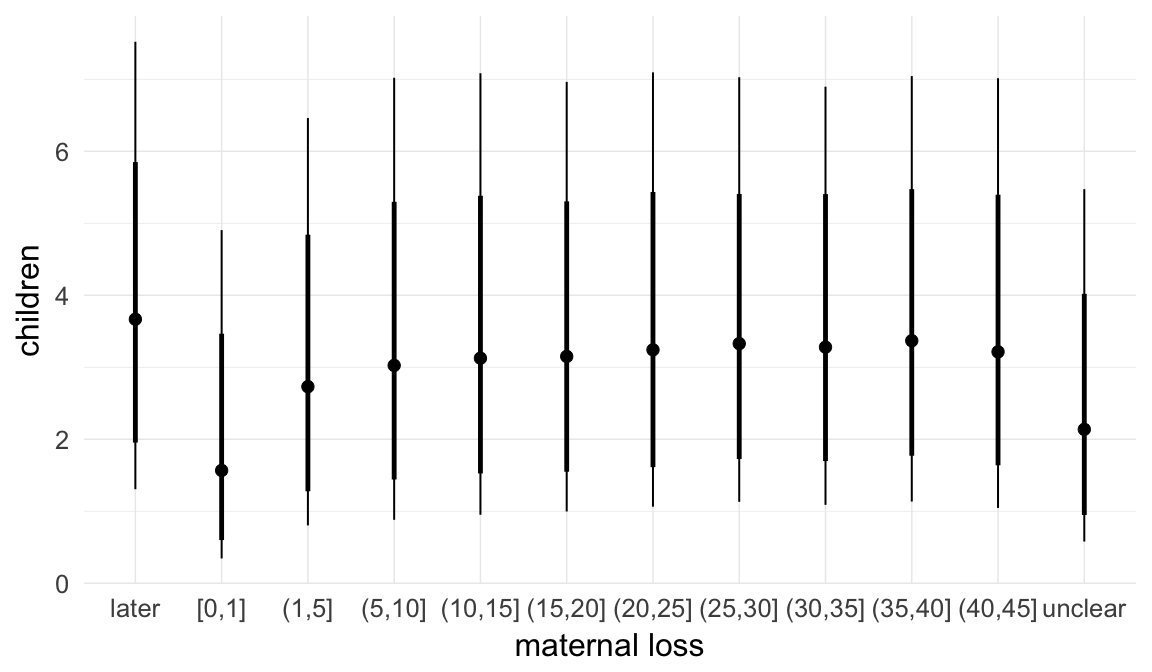 children
6
4
2
0
later [0,1] (1,5] (5,10] (10,15] (15,20] (20,25] (25,30] (30,35] (35,40] (40,45] unclear
maternal loss